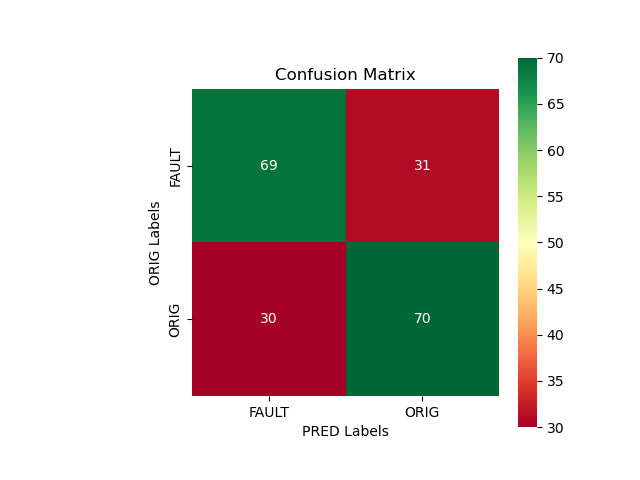 Confusion Matrix
ORIG Labels
FAULT
69
31
ORIG
30
70
FAULT
ORIG
PRED Labels
70
65
60
55
50
45
40
35
30